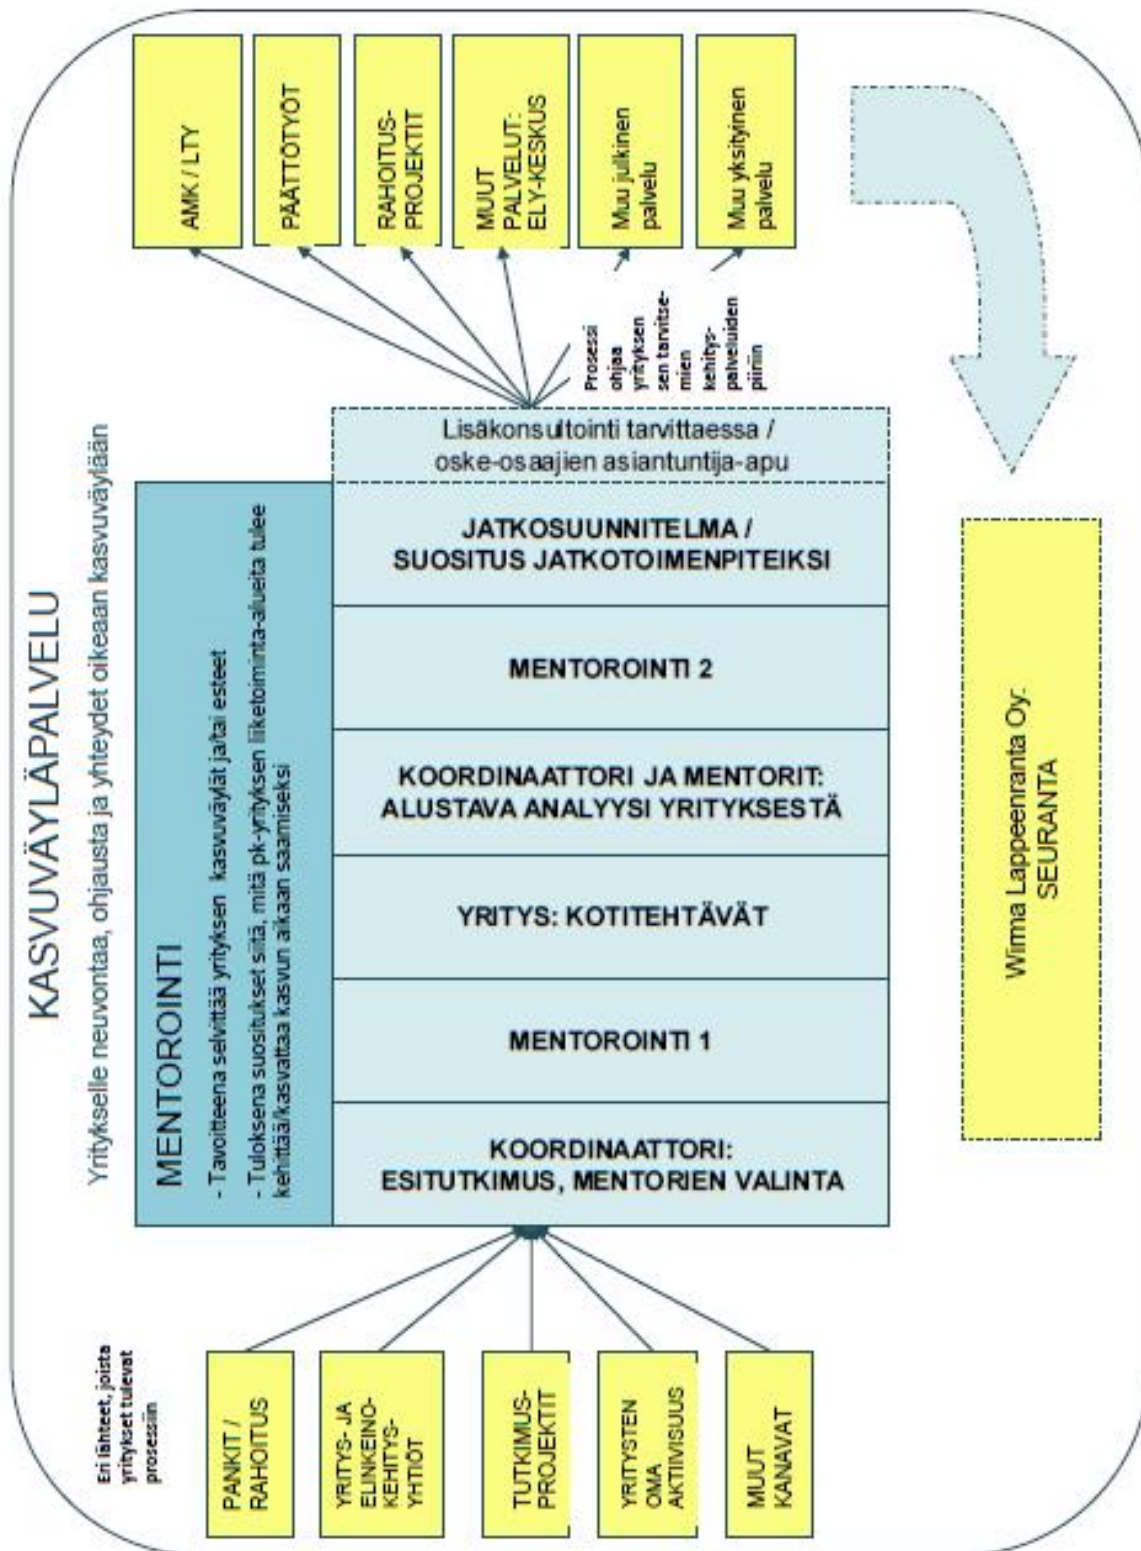 KASVUVÄYLÄPALVELU
Yritykselle neuvontaa, ohjausta ja yhteydet oikeaan kasvuväylään
Eri lähteet, joista
yritykset tulevat
prosessiin
PANKIT /
RAHOITUS
YRITYS- JA
ELINKEINO-
KEHITYS-
YHTIÖT
TUTKIMUS-
PROJEKTIT
YRITYSTEN
OMA
AKTIIVISUUS
MUUT
KANAVAT
MENTOROINTI
- Tavoitteena selvittää yrityksen kasvuväylät ja/tai esteet
- Tuloksena suositukset siitä, mitä pk-yrityksen liiketoiminta-alueita tulee
kehittää/kasvattaa kasvun aikaan saamiseksi
KOORDINAATTORI:
ESITUTKIMUS, MENTORIEN VALINTA
MENTOROINTI 1
YRITYS: KOTITEHTÄVÄT
KOORDINAATTORI JA MENTORIT:
ALUSTAVA ANALYYSI YRITYKSESTÄ
MENTOROINTI 2
JATKOSUUNNITELMA /
SUOSITUS JATKOTOIMENPITEIKSI
Lisäkonsultointi tarvittaessa /
oske-osaajien asiantuntija-apu
Prosessi
ohjaa
yrityksen
sen tarvitse-
mien
kehitys-
palveluiden
piiriin
AMK / LTY
PÄÄTTÖTYÖT
RAHOITUS-
PROJEKTIT
MUUT
PALVELUT:
ELY-KESKUS
Muu julkinen
palvelu
Muu yksityinen
palvelu
Wirma Lappeenranta Oy:
SEURANTA